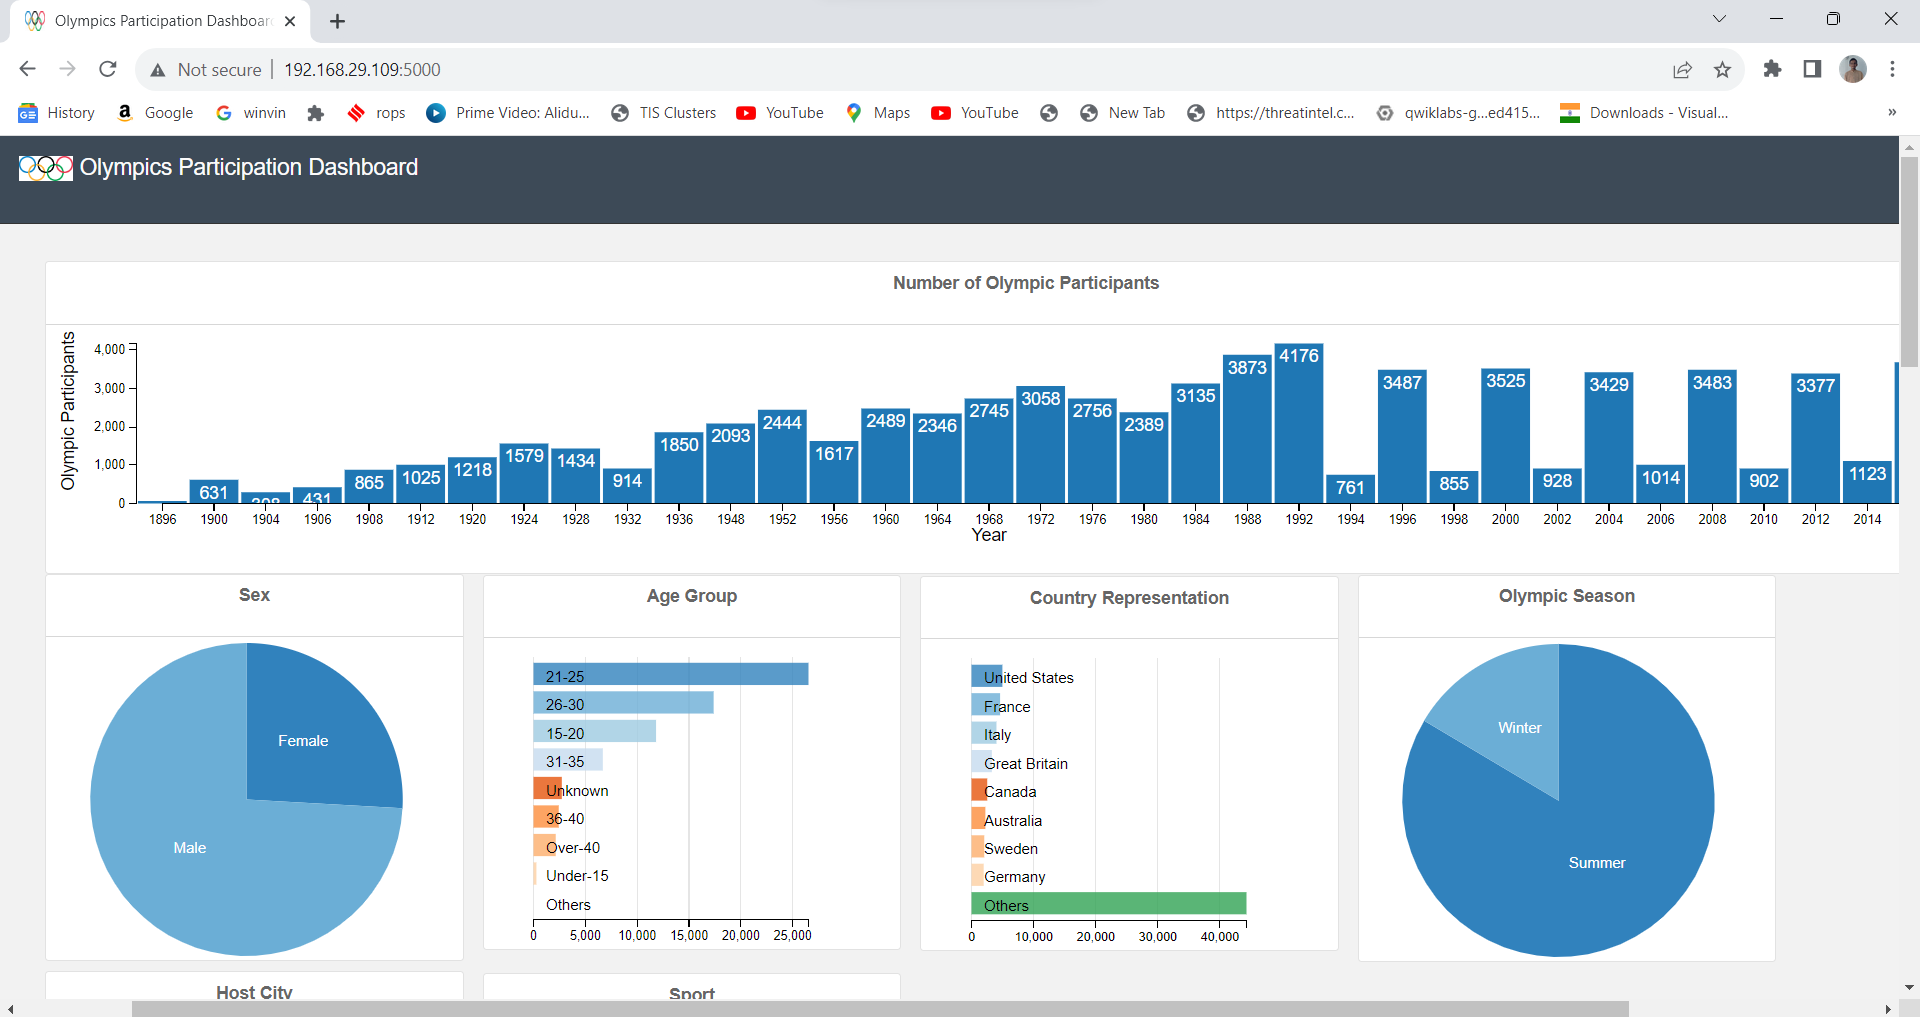 Olympics Participation Dashboar
Not secure 192.168.29.109:5000
History Google winvin rops Prime Video: Alidu... TIS Clusters YouTube Maps YouTube New Tab https://threatintel.c... qwiklabs-g...ed415... Downloads - Visual... »
Olympics Participation Dashboard
Number of Olympic Participants
Olympic Participants
4,000
3,000
2,000
1,000
0
631 431 865 1025 1218 1579 1434 914 1850 2093 2444 1617 2489 2346 2745 3058 2756 2389 3135 3873 4176 761 3487 855 3525 928 3429 1014 3483 902 3377 1123
1896 1900 1904 1906 1908 1912 1920 1924 1928 1932 1936 1948 1952 1956 1960 1964 1968 1972 1976 1980 1984 1988 1992 1994 1996 1998 2000 2002 2004 2006 2008 2010 2012 2014
Year
Sex
Female
Male
Age Group
21-25
26-30
15-20
31-35
Unknown
36-40
Over-40
Under-15
Others
0 5,000 10,000 15,000 20,000 25,000
Country Representation
United States
France
Italy
Great Britain
Canada
Australia
Sweden
Germany
Others
0 10,000 20,000 30,000 40,000
Olympic Season
Winter
Summer
Host City
Sport